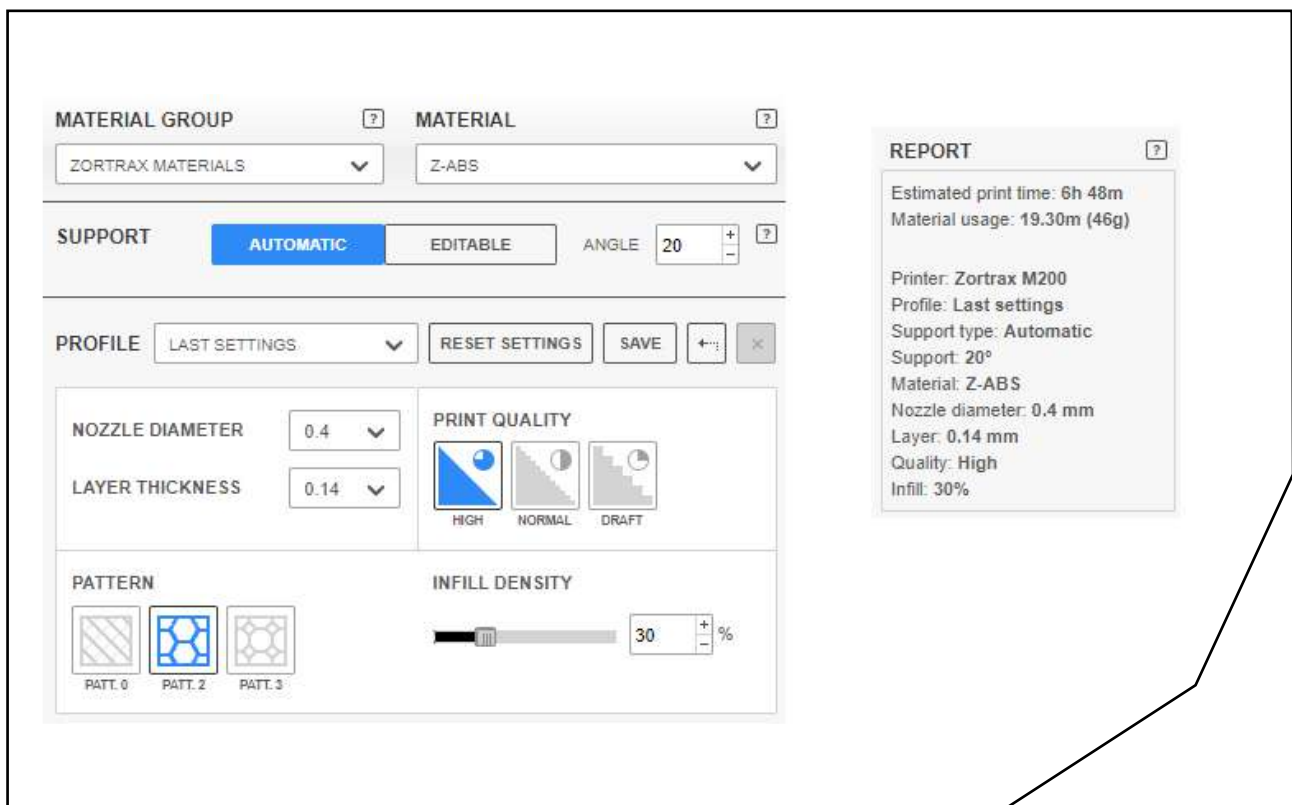 MATERIAL GROUP ?
MATERIAL ?
ZORTRAX MATERIALS
Z-ABS
SUPPORT
AUTOMATIC
EDITABLE
ANGLE
20
+
-
?
PROFILE
LAST SETTINGS
RESET SETTINGS
SAVE
×
NOZZLE DIAMETER
0.4
LAYER THICKNESS
0.14
PRINT QUALITY
HIGH
NORMAL
DRAFT
PATTERN
PATT. 0
PATT. 2
PATT. 3
INFILL DENSITY
30
+
-
%
REPORT ?
Estimated print time: 6h 48m
Material usage: 19.30m (46g)
Printer: Zortrax M200
Profile: Last settings
Support type: Automatic
Support: 20º
Material: Z-ABS
Nozzle diameter: 0.4 mm
Layer: 0.14 mm
Quality: High
Infill: 30%